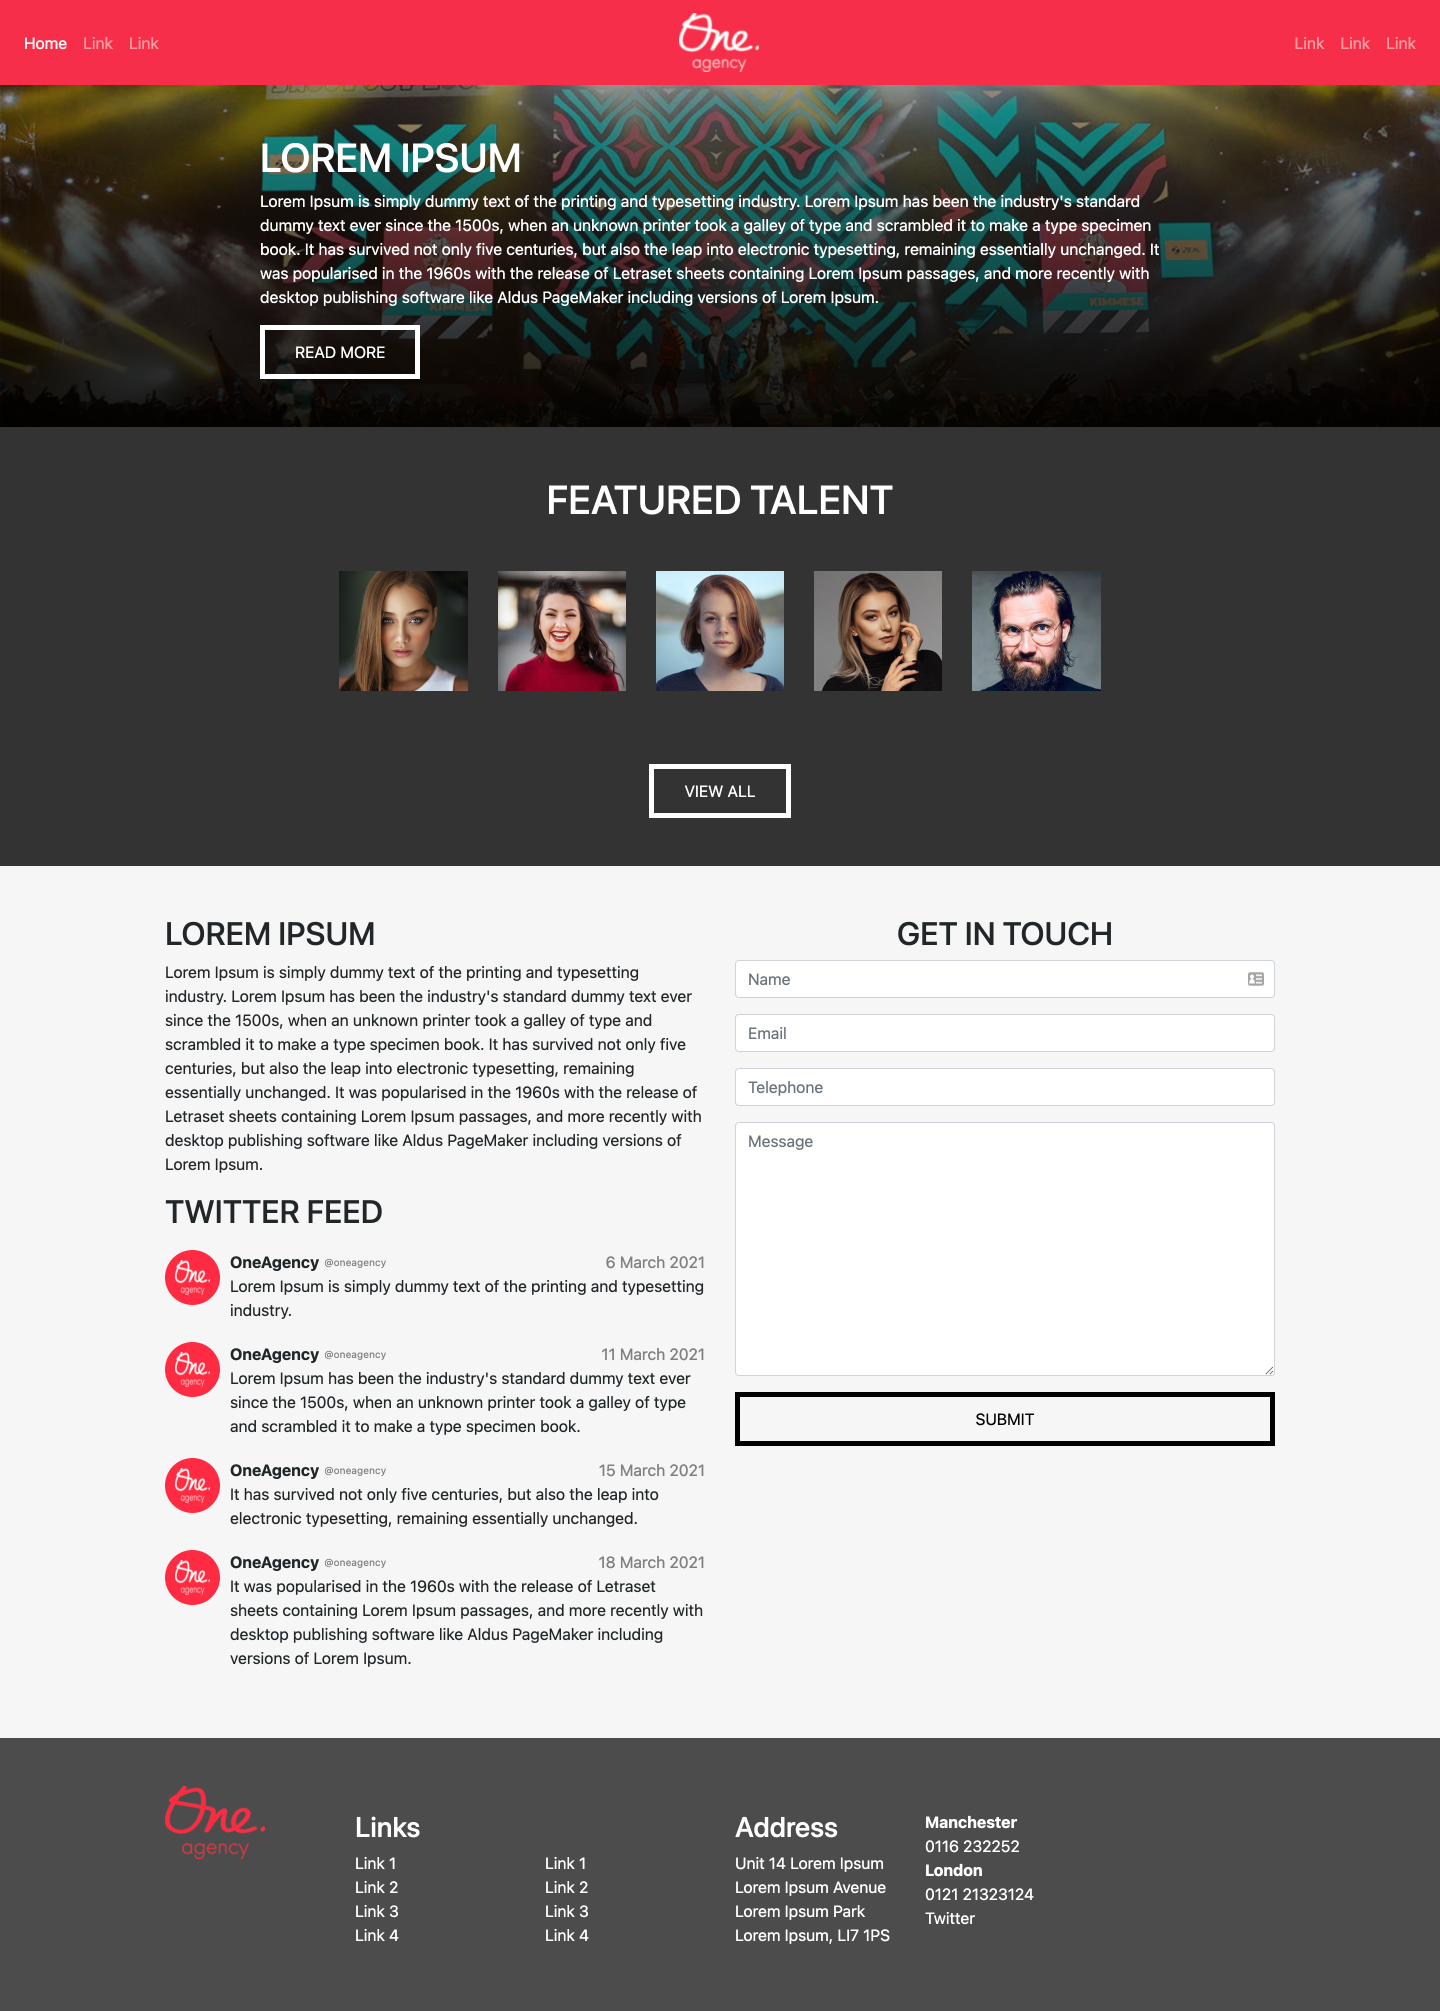 Home Link Link
One.
agency
Link Link Link
LOREM IPSUM
Lorem Ipsum is simply dummy text of the printing and typesetting industry. Lorem Ipsum has been the industry's standard
dummy text ever since the 1500s, when an unknown printer took a galley of type and scrambled it to make a type specimen
book. It has survived not only five centuries, but also the leap into electronic typesetting, remaining essentially unchanged. It
was popularised in the 1960s with the release of Letraset sheets containing Lorem Ipsum passages, and more recently with
desktop publishing software like Aldus PageMaker including versions of Lorem Ipsum.
KIMMESE
READ MORE
FEATURED TALENT
VIEW ALL
LOREM IPSUM
Lorem Ipsum is simply dummy text of the printing and typesetting
industry. Lorem Ipsum has been the industry's standard dummy text ever
since the 1500s, when an unknown printer took a galley of type and
scrambled it to make a type specimen book. It has survived not only five
centuries, but also the leap into electronic typesetting, remaining
essentially unchanged. It was popularised in the 1960s with the release of
Letraset sheets containing Lorem Ipsum passages, and more recently with
desktop publishing software like Aldus PageMaker including versions of
Lorem Ipsum.
TWITTER FEED
One.
agency
OneAgency @oneagency 6 March 2021
Lorem Ipsum is simply dummy text of the printing and typesetting
industry.
One.
agency
OneAgency @oneagency 11 March 2021
Lorem Ipsum has been the industry's standard dummy text ever
since the 1500s, when an unknown printer took a galley of type
and scrambled it to make a type specimen book.
One.
agency
OneAgency @oneagency 15 March 2021
It has survived not only five centuries, but also the leap into
electronic typesetting, remaining essentially unchanged.
One.
agency
OneAgency @oneagency 18 March 2021
It was popularised in the 1960s with the release of Letraset
sheets containing Lorem Ipsum passages, and more recently with
desktop publishing software like Aldus PageMaker including
versions of Lorem Ipsum.
GET IN TOUCH
Name
Email
Telephone
Message
SUBMIT
One.
agency
Links
Link 1
Link 2
Link 3
Link 4
Link 1
Link 2
Link 3
Link 4
Address
Unit 14 Lorem Ipsum
Lorem Ipsum Avenue
Lorem Ipsum Park
Lorem Ipsum, LI7 1PS
Manchester
0116 232252
London
0121 21323124
Twitter